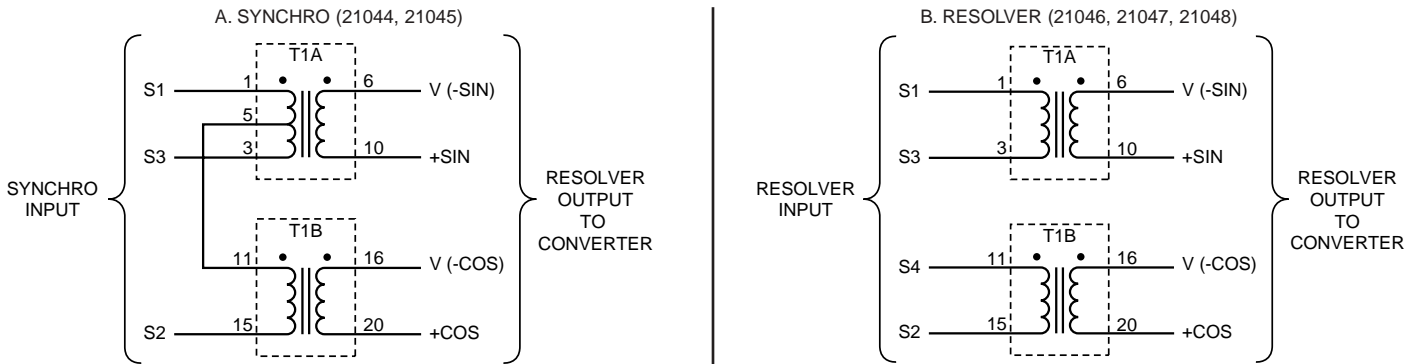 A. SYNCHRO (21044, 21045)
SYNCHRO
INPUT
S1
S3
S2
T1A
1
5
3
6
10
V (-SIN)
+SIN
T1B
11
15
16
20
V (-COS)
+COS
RESOLVER
OUTPUT
TO
CONVERTER
B. RESOLVER (21046, 21047, 21048)
RESOLVER
INPUT
S1
S3
S4
S2
T1A
1
3
6
10
V (-SIN)
+SIN
T1B
11
15
16
20
V (-COS)
+COS
RESOLVER
OUTPUT
TO
CONVERTER